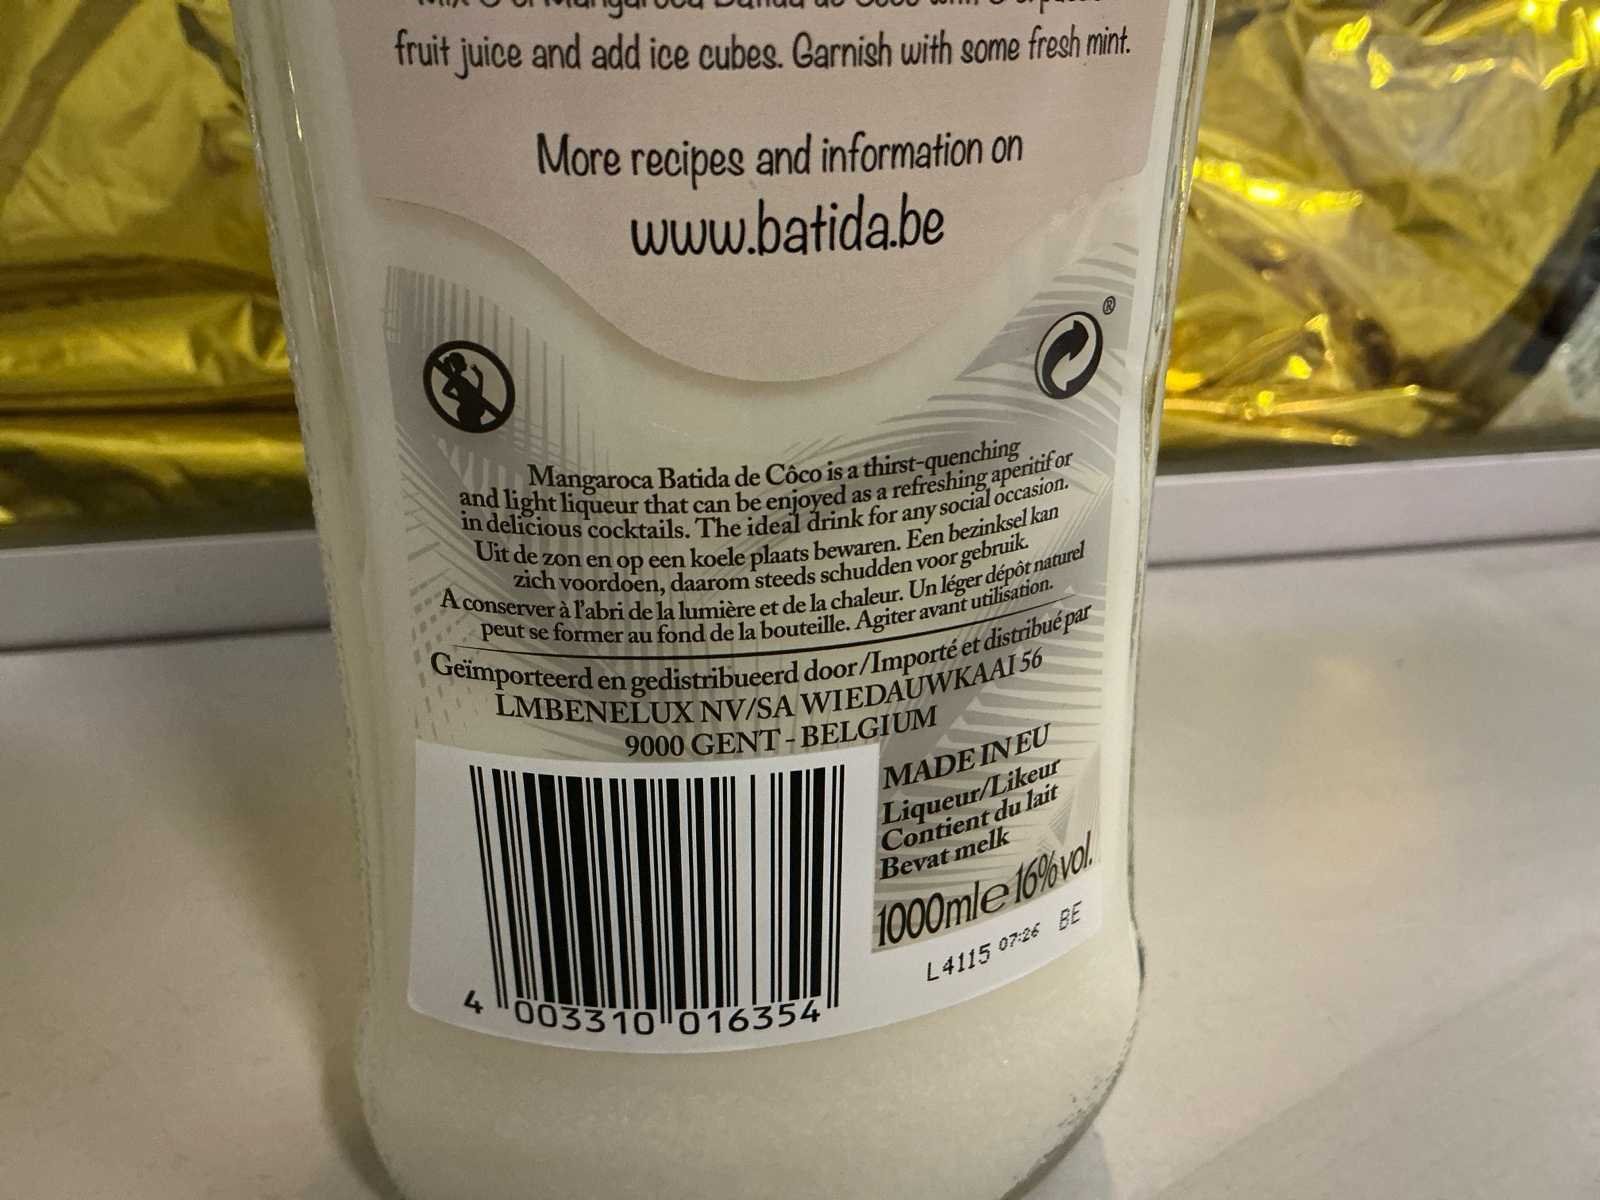 Mangaroca Batida de Coco with
fruit juice and add ice cubes. Garnish with some fresh mint.
More recipes and information on
www.batida.be
®
Mangaroca Batida de Côco is a thirst-quenching
and light liqueur that can be enjoyed as a refreshing aperitif or
in delicious cocktails. The ideal drink for any social occasion.
Uit de zon en op een koele plaats bewaren. Een bezinksel kan
zich voordoen, daarom steeds schudden voor gebruik.
A conserver à l'abri de la lumière et de la chaleur. Un léger dépôt naturel
peut se former au fond de la bouteille. Agiter avant utilisation.
Geïmporteerd en gedistribueerd door/Importé et distribué par
LMBENELUX NV/SA WIEDAUWKAAI 56
9000 GENT - BELGIUM
MADE IN EU
Liqueur/Likeur
Contient du lait
Bevat melk
1000ml e 16% vol.
L4115 07:26 BE
4 003310 016354